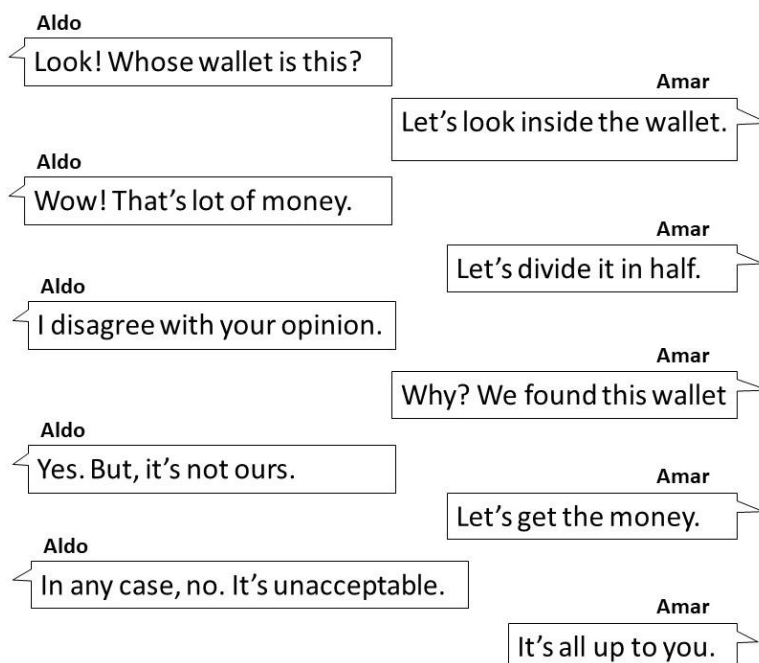 Aldo
Look! Whose wallet is this?
Amar
Let's look inside the wallet.
Aldo
Wow! That's lot of money.
Amar
Let's divide it in half.
Aldo
I disagree with your opinion.
Amar
Why? We found this wallet
Aldo
Yes. But, it's not ours.
Amar
Let's get the money.
Aldo
In any case, no. It's unacceptable.
Amar
It's all up to you.